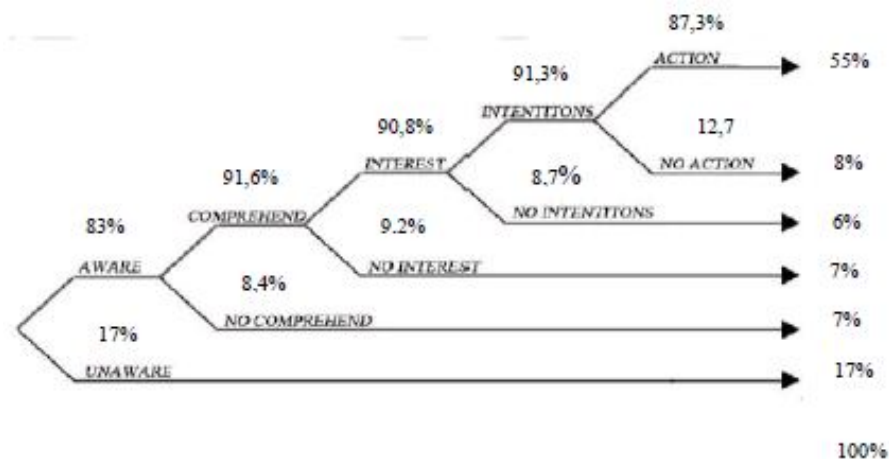 87,3%
ACTION
55%
91,3%
INTENTITONS
12,7
90,8%
NO ACTION
8%
INTEREST
8,7%
91,6%
NO INTENTITONS
6%
COMPREHEND
9.2%
83%
NO INTEREST
7%
AWARE
8,4%
NO COMPREHEND
7%
17%
UNAWARE
17%
100%